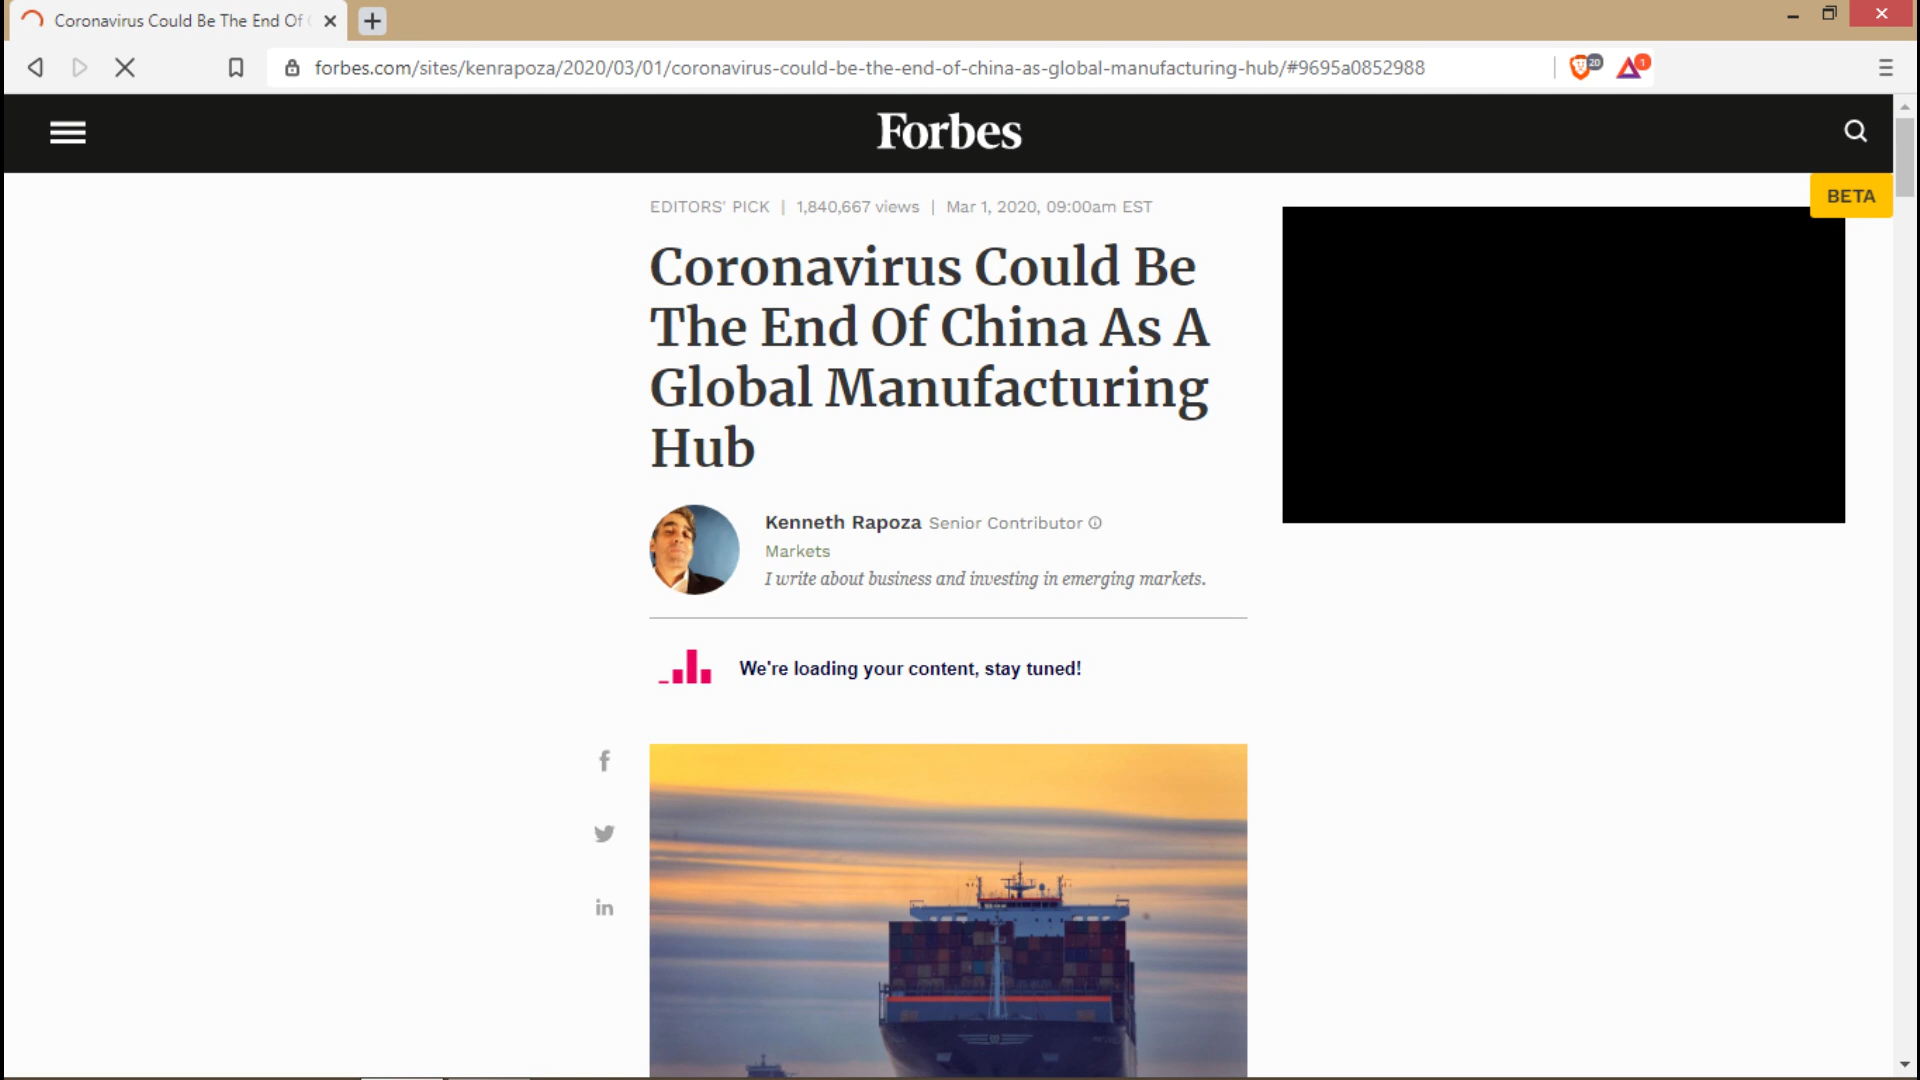 Coronavirus Could Be The End Of
forbes.com/sites/kenrapoza/2020/03/01/coronavirus-could-be-the-end-of-china-as-global-manufacturing-hub/#9695a0852988
20
1
Forbes
BETA
EDITORS' PICK | 1,840,667 views | Mar 1, 2020, 09:00am EST
Coronavirus Could Be
The End Of China As A
Global Manufacturing
Hub
Kenneth Rapoza Senior Contributor
Markets
I write about business and investing in emerging markets.
We're loading your content, stay tuned!
f
in